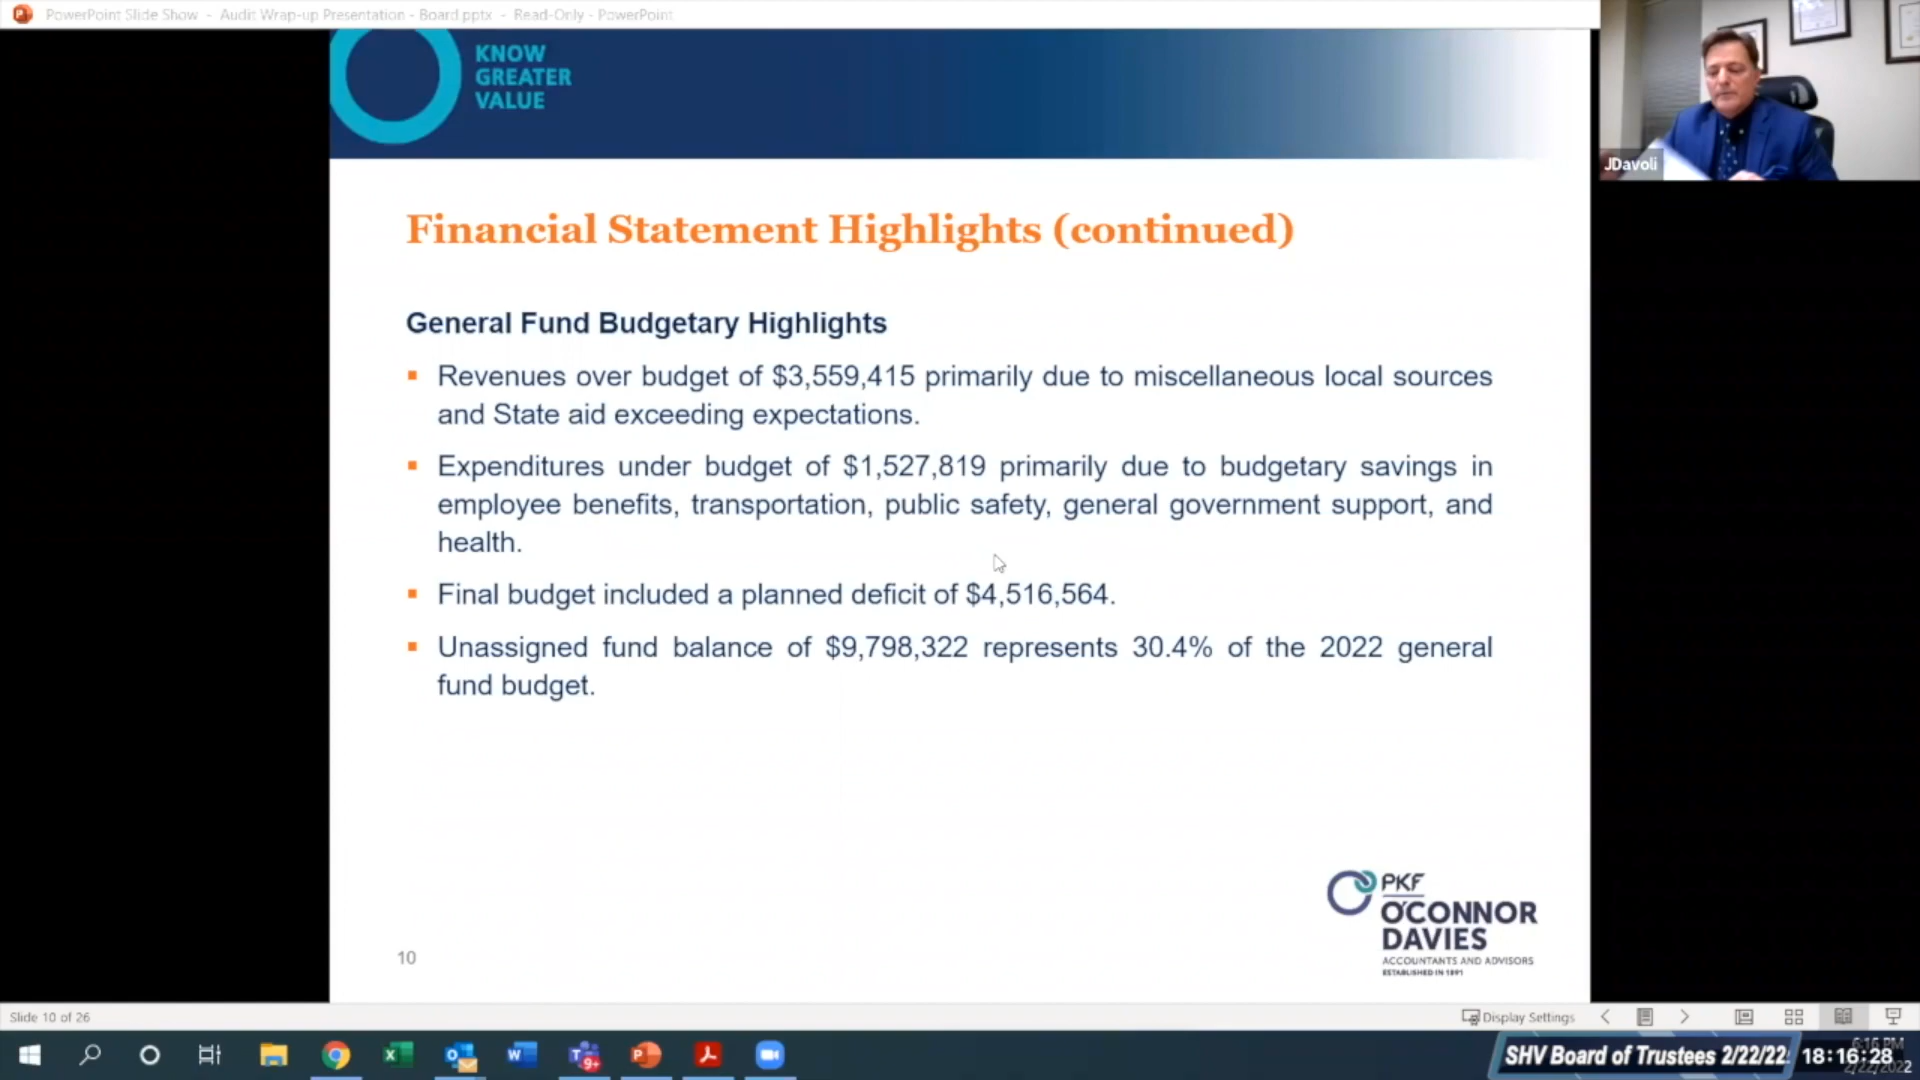 PowerPoint Slide Show - Audit Wrap-up Presentation - Board.pptx - Read-Only - PowerPoint
KNOW
GREATER
VALUE
JDavoli
Financial Statement Highlights (continued)
General Fund Budgetary Highlights
Revenues over budget of $3,559,415 primarily due to miscellaneous local sources
and State aid exceeding expectations.
Expenditures under budget of $1,527,819 primarily due to budgetary savings in
employee benefits, transportation, public safety, general government support, and
health.
Final budget included a planned deficit of $4,516,564.
Unassigned fund balance of $9,798,322 represents 30.4% of the 2022 general
fund budget.
PKF
O'CONNOR
DAVIES
ACCOUNTANTS AND ADVISORS
ESTABLISHED IN 1891
10
Slide 10 of 26
Display Settings
9+
SHV Board of Trustees 2/22/22
18:16:28